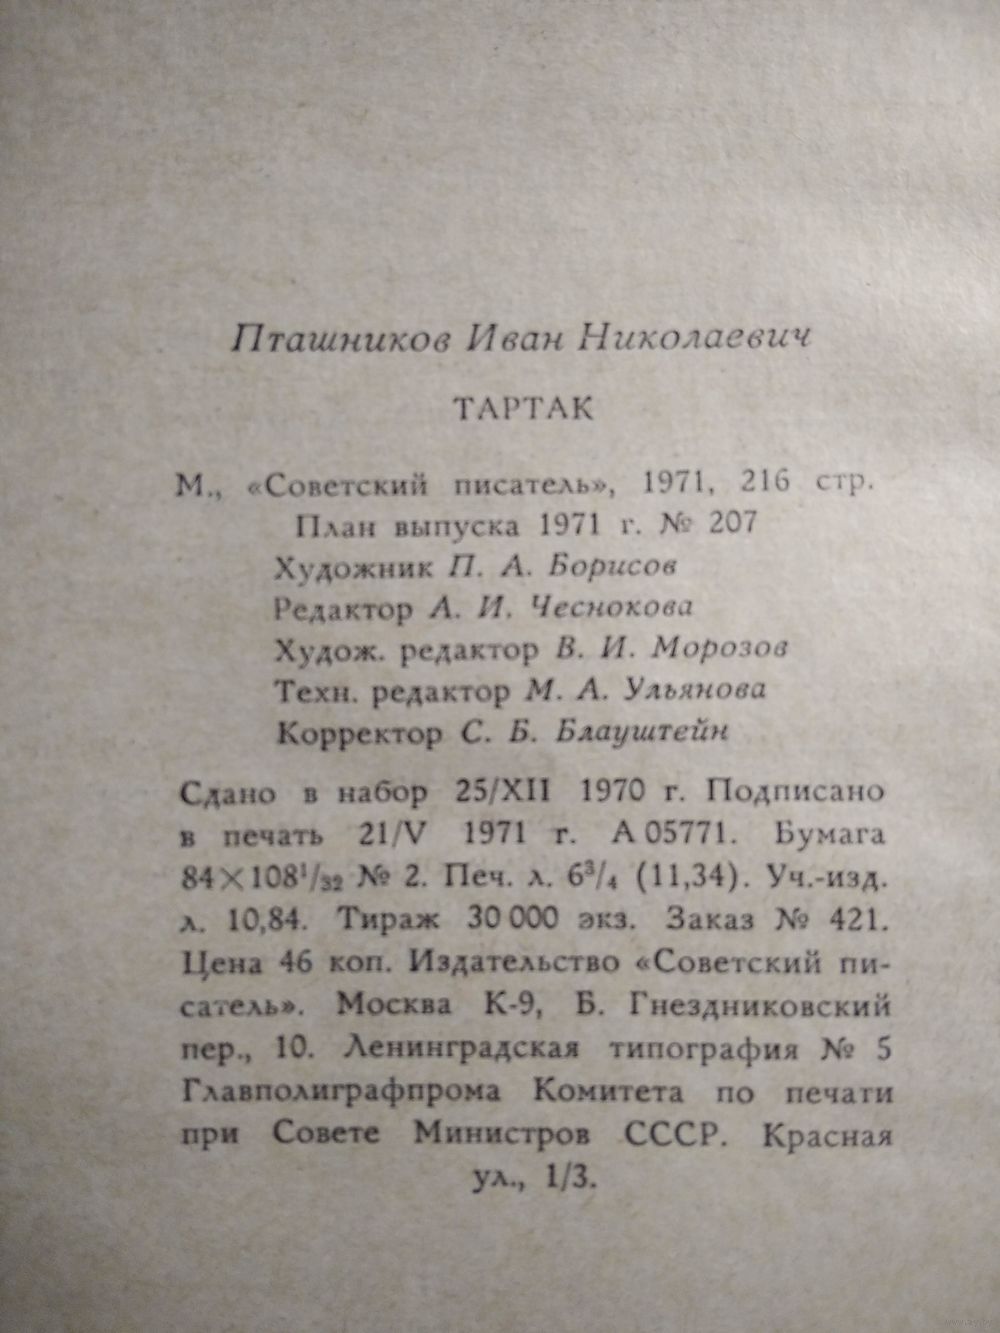 Пташников Иван Николаевич
ТАРТАК
М., «Советский писатель», 1971, 216 стр.
План выпуска 1971 г. № 207
Художник П. А. Борисов
Редактор А. И. Чеснокова
Худож. редактор В. И. Морозов
Техн. редактор М. А. Ульянова
Корректор С. Б. Блауштейн
Сдано в набор 25/XII 1970 г. Подписано
в печать 21/V 1971 г. А 05771. Бумага
84×108¹/₃₂ № 2. Печ. л. 6³/₄ (11,34). Уч.-изд.
л. 10,84. Тираж 30 000 экз. Заказ № 421.
Цена 46 коп. Издательство «Советский пи-
сатель». Москва К-9, Б. Гнездниковский
пер., 10. Ленинградская типография № 5
Главполиграфпрома Комитета по печати
при Совете Министров СССР. Красная
ул., 1/3.